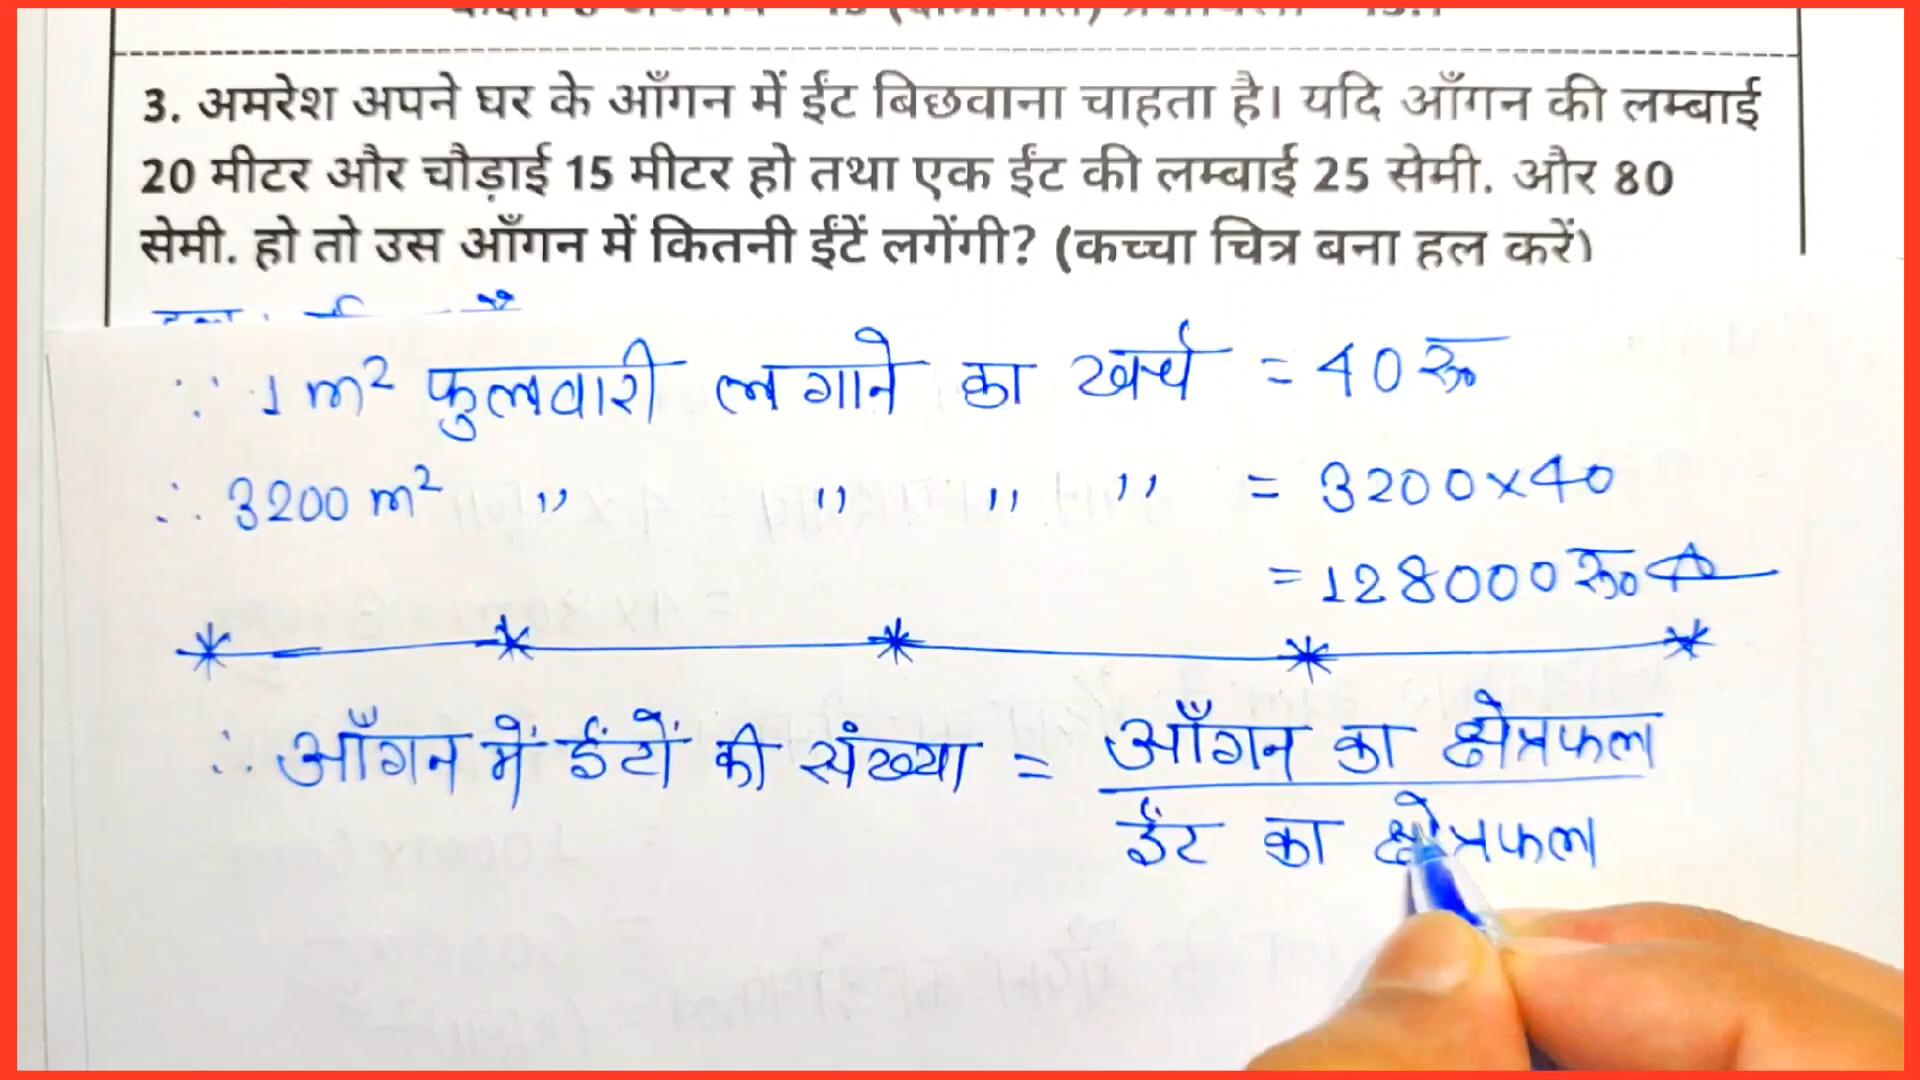 3. अमरेश अपने घर के आँगन में ईंट बिछवाना चाहता है। यदि आँगन की लम्बाई
20 मीटर और चौड़ाई 15 मीटर हो तथा एक ईंट की लम्बाई 25 सेमी. और 80
सेमी. हो तो उस आँगन में कितनी ईंटें लगेंगी? (कच्चा चित्र बना हल करें)
∵ 1 m² फुलवारी लगाने का खर्च = 40 रू०
∴ 3200 m² " " " " = 3200×40
= 128000 रू०
∴ आँगन में ईंटों की संख्या = आँगन का क्षेत्रफल
ईंट का क्षेत्रफल